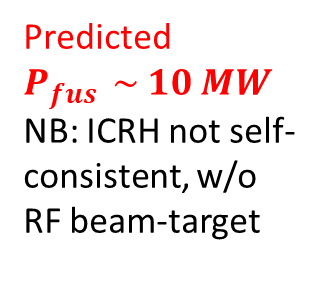 Predicted
P_fus ~ 10 MW
NB: ICRH not self-
consistent, w/o
RF beam-target